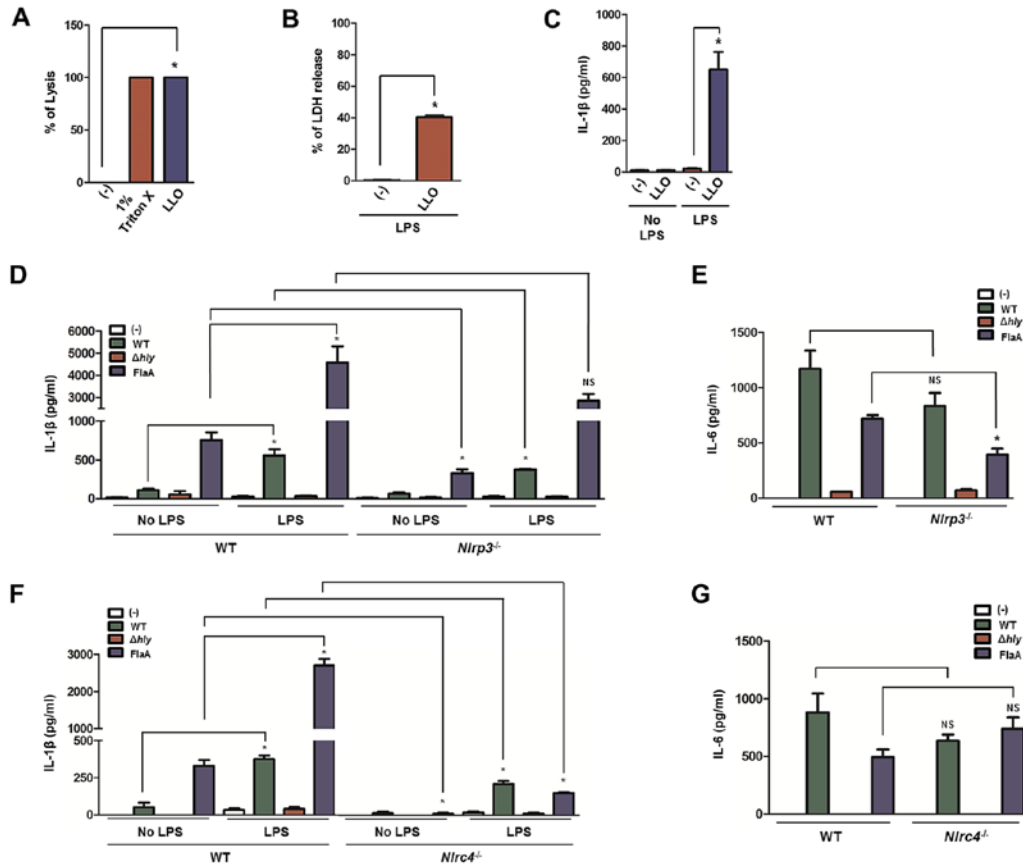 A
% of Lysis
150
100
50
0
*
(-)
1%
Triton X
LLO
B
% of LDH release
80
60
40
20
0
*
(-)
LLO
LPS
C
IL-1β (pg/ml)
1000
800
600
400
200
0
*
(-)
LLO
(-)
LLO
No
LPS
LPS
D
(-)
WT
Δhly
FlaA
IL-1β (pg/ml)
6000
5000
4000
3000
2000
1000
500
0
*
*
*
*
NS
No LPS
LPS
No LPS
LPS
WT
Nlrp3-/-
E
(-)
WT
Δhly
FlaA
IL-6 (pg/ml)
1500
1000
500
0
NS
*
WT
Nlrp3-/-
F
(-)
WT
Δhly
FlaA
IL-1β (pg/ml)
3000
2000
500
250
0
*
*
*
*
*
No LPS
LPS
No LPS
LPS
WT
Nlrc4-/-
G
(-)
WT
Δhly
FlaA
IL-6 (pg/ml)
1500
1000
500
0
NS
NS
WT
Nlrc4-/-